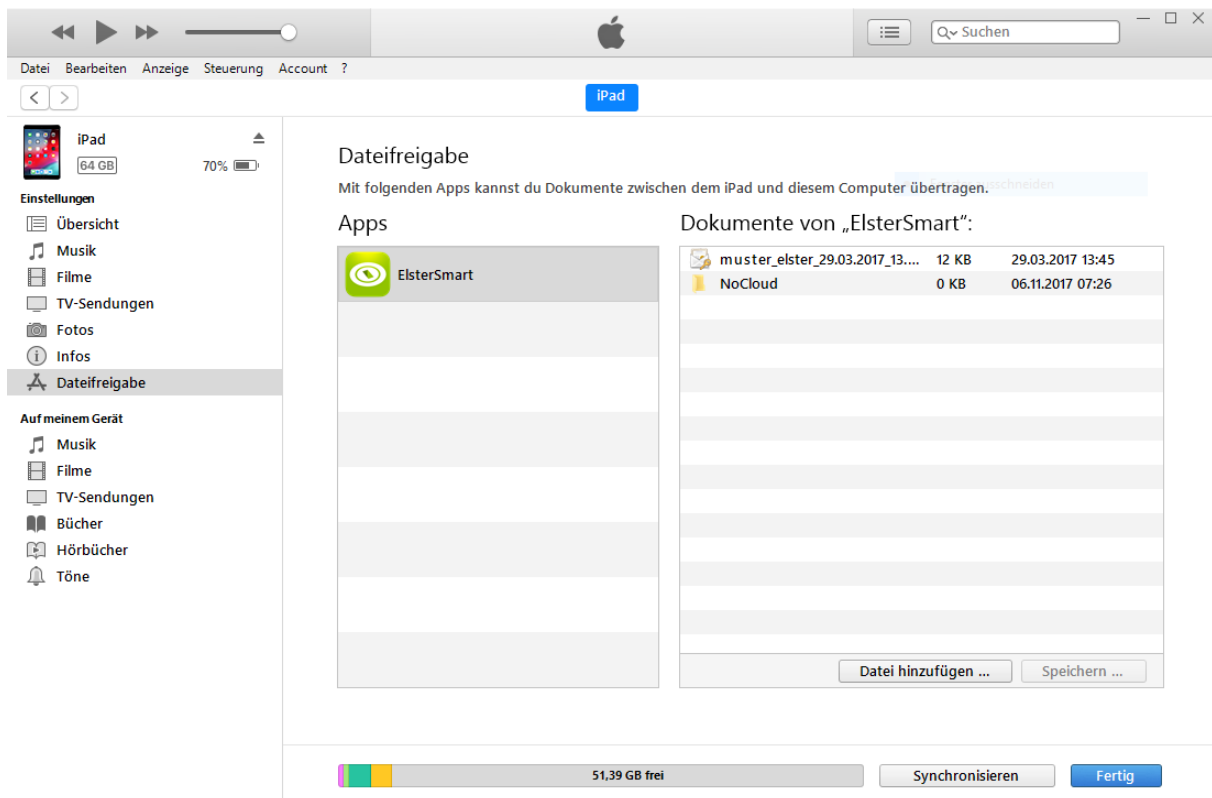 Suchen
Datei Bearbeiten Anzeige Steuerung Account ?
iPad
iPad
64 GB 70%
Einstellungen
Übersicht
Musik
Filme
TV-Sendungen
Fotos
Infos
Dateifreigabe
Auf meinem Gerät
Musik
Filme
TV-Sendungen
Bücher
Hörbücher
Töne
Dateifreigabe
Mit folgenden Apps kannst du Dokumente zwischen dem iPad und diesem Computer übertragen.
Apps
ElsterSmart
Dokumente von „ElsterSmart“:
muster_elster_29.03.2017_13.... 12 KB 29.03.2017 13:45
NoCloud 0 KB 06.11.2017 07:26
Datei hinzufügen ... Speichern ...
51,39 GB frei Synchronisieren Fertig